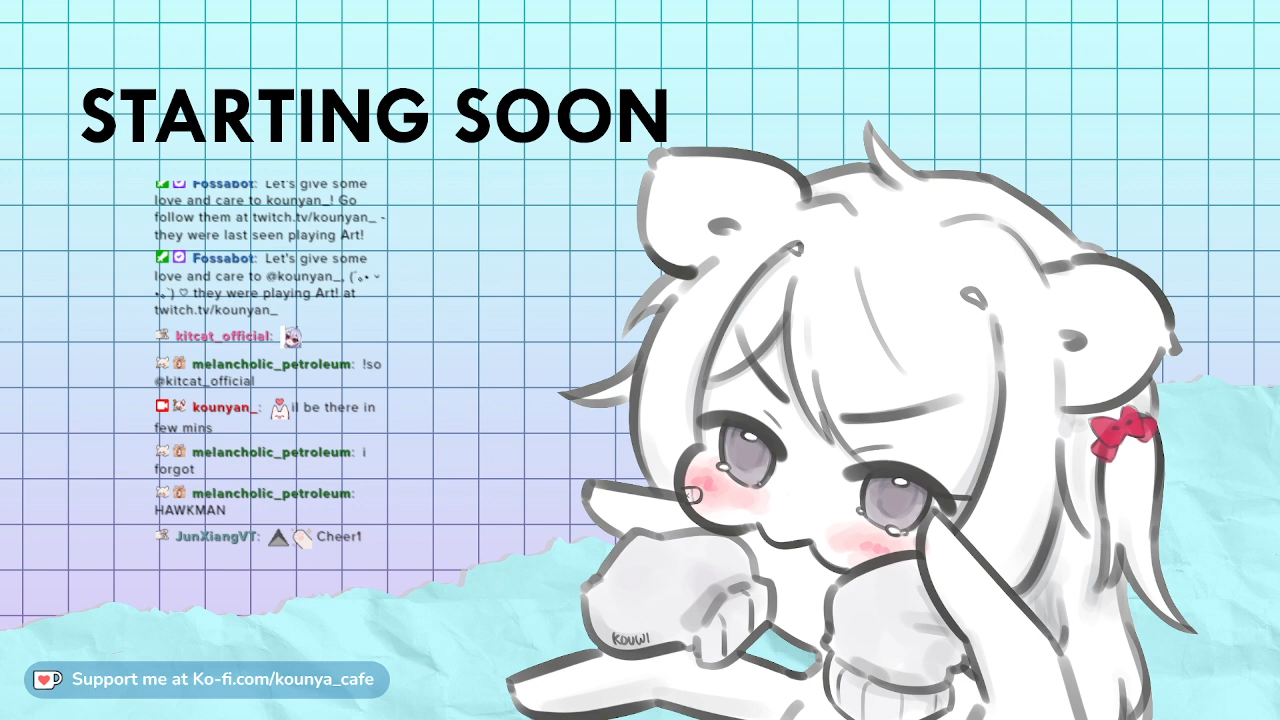 STARTING SOON
Fossabot: Let's give some
love and care to kounyan_! Go
follow them at twitch.tv/kounyan_ -
they were last seen playing Art!
Fossabot: Let's give some
love and care to @kounyan_, (´｡• ᵕ
•｡`) ♡ they were playing Art! at
twitch.tv/kounyan_
kitcat_official:
melancholic_petroleum: !so
@kitcat_official
kounyan_: il be there in
few mins
melancholic_petroleum: i
forgot
melancholic_petroleum:
HAWKMAN
JunXiangVT: Cheer1
KOUWI
Support me at Ko-fi.com/kounya_cafe